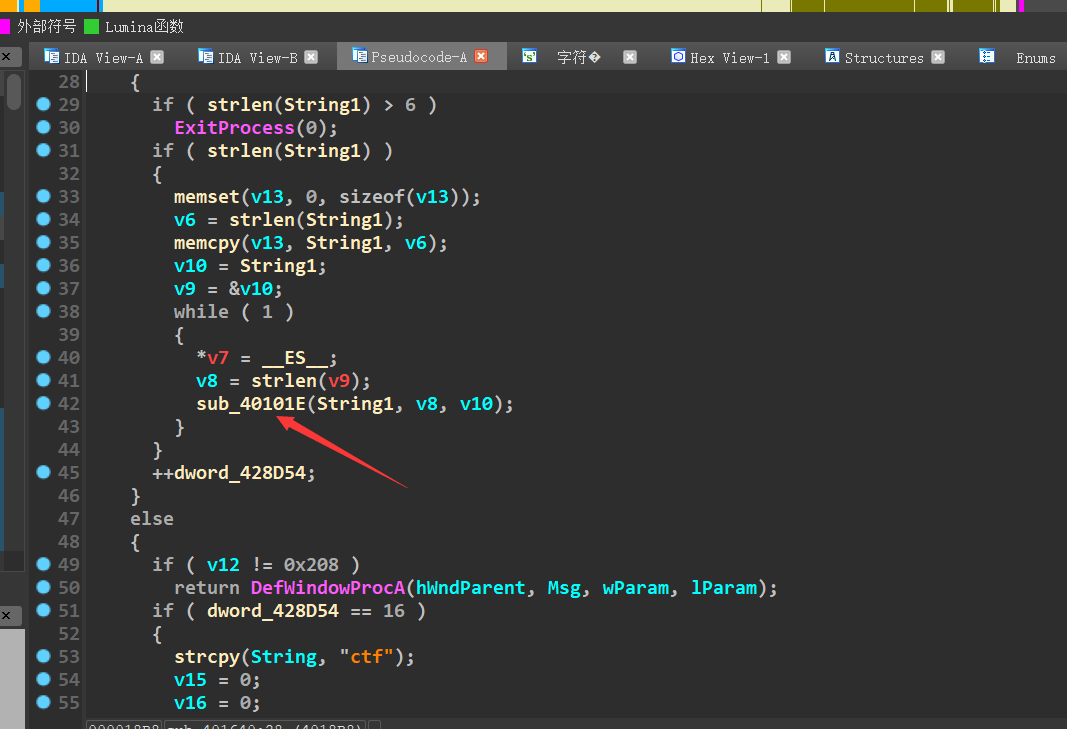 外部符号 Lumina函数
IDA View-A IDA View-B Pseudocode-A 字符� Hex View-1 Structures Enums
28 {
29 if ( strlen(String1) > 6 )
30 ExitProcess(0);
31 if ( strlen(String1) )
32 {
33 memset(v13, 0, sizeof(v13));
34 v6 = strlen(String1);
35 memcpy(v13, String1, v6);
36 v10 = String1;
37 v9 = &v10;
38 while ( 1 )
39 {
40 *v7 = __ES__;
41 v8 = strlen(v9);
42 sub_40101E(String1, v8, v10);
43 }
44 }
45 ++dword_428D54;
46 }
47 else
48 {
49 if ( v12 != 0x208 )
50 return DefWindowProcA(hWndParent, Msg, wParam, lParam);
51 if ( dword_428D54 == 16 )
52 {
53 strcpy(String, "ctf");
54 v15 = 0;
55 v16 = 0;